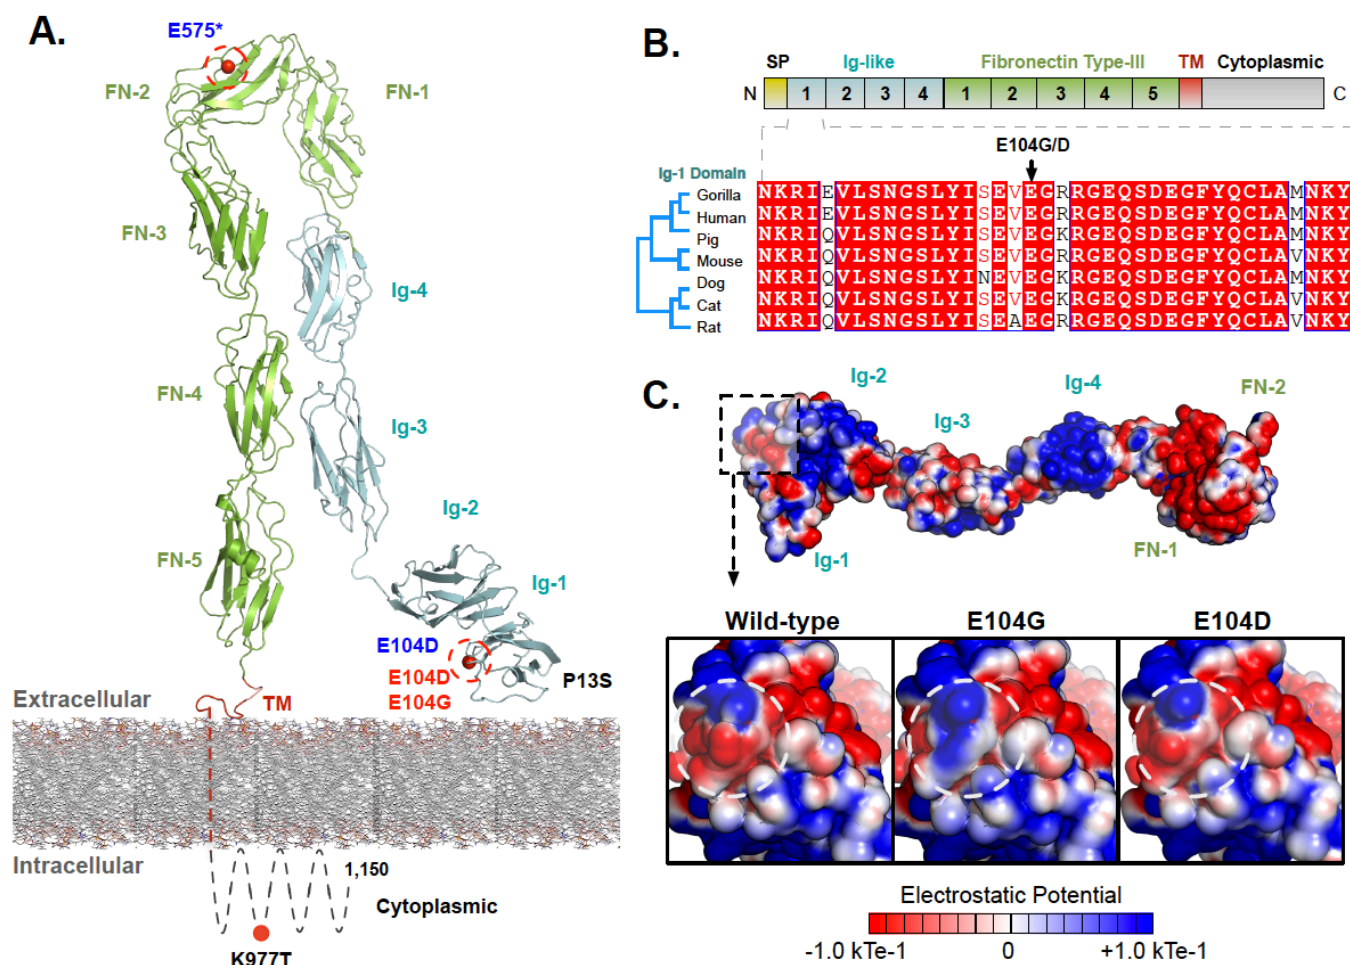 A.
E575*
FN-2
FN-1
FN-3
Ig-4
FN-4
Ig-3
Ig-2
FN-5
Ig-1
E104D
E104D
E104G
P13S
Extracellular
TM
Intracellular
1,150
Cytoplasmic
K977T
B.
SP Ig-like Fibronectin Type-III TM Cytoplasmic
N 1 2 3 4 1 2 3 4 5 C
E104G/D
Ig-1 Domain
Gorilla NKRIEVLSNGSLYISEVEGRRGEQSDEGFYQCLAMNKY
Human NKRIEVLSNGSLYISEVEGRRGEQSDEGFYQCLAMNKY
Pig NKRIQVLSNGSLYISEVEGKRGEQSDEGFYQCLAMNKY
Mouse NKRIQVLSNGSLYISEVEGRRGEQSDEGFYQCLAVNKY
Dog NKRIQVLSNGSLYINEVEGKRGEQSDEGFYQCLAMNKY
Cat NKRIQVLSNGSLYISEVEGKRGEQSDEGFYQCLAVNKY
Rat NKRIQVLSNGSLYISEAEGRRGEQSDEGFYQCLAVNKY
C.
Ig-2
Ig-4
FN-2
Ig-3
Ig-1
FN-1
Wild-type E104G E104D
Electrostatic Potential
-1.0 kTe-1 0 +1.0 kTe-1